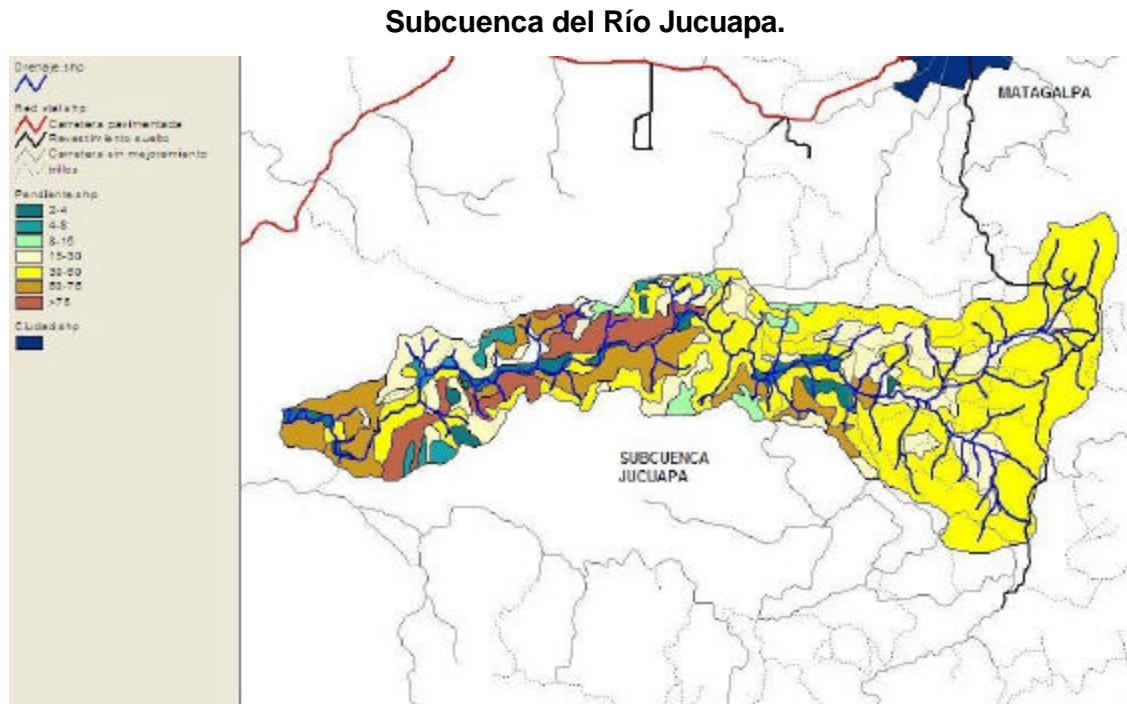 Subcuenca del Río Jucuapa.
Drenaje.shp
Red vial.shp
Carretera pavimentada
Revestimiento suelto
Carretera sin mejoramiento
trillos
Pendiente.shp
2-4
4-8
8-15
15-30
30-50
50-75
>75
Ciudad.shp
MATAGALPA
SUBCUENCA
JUCUAPA